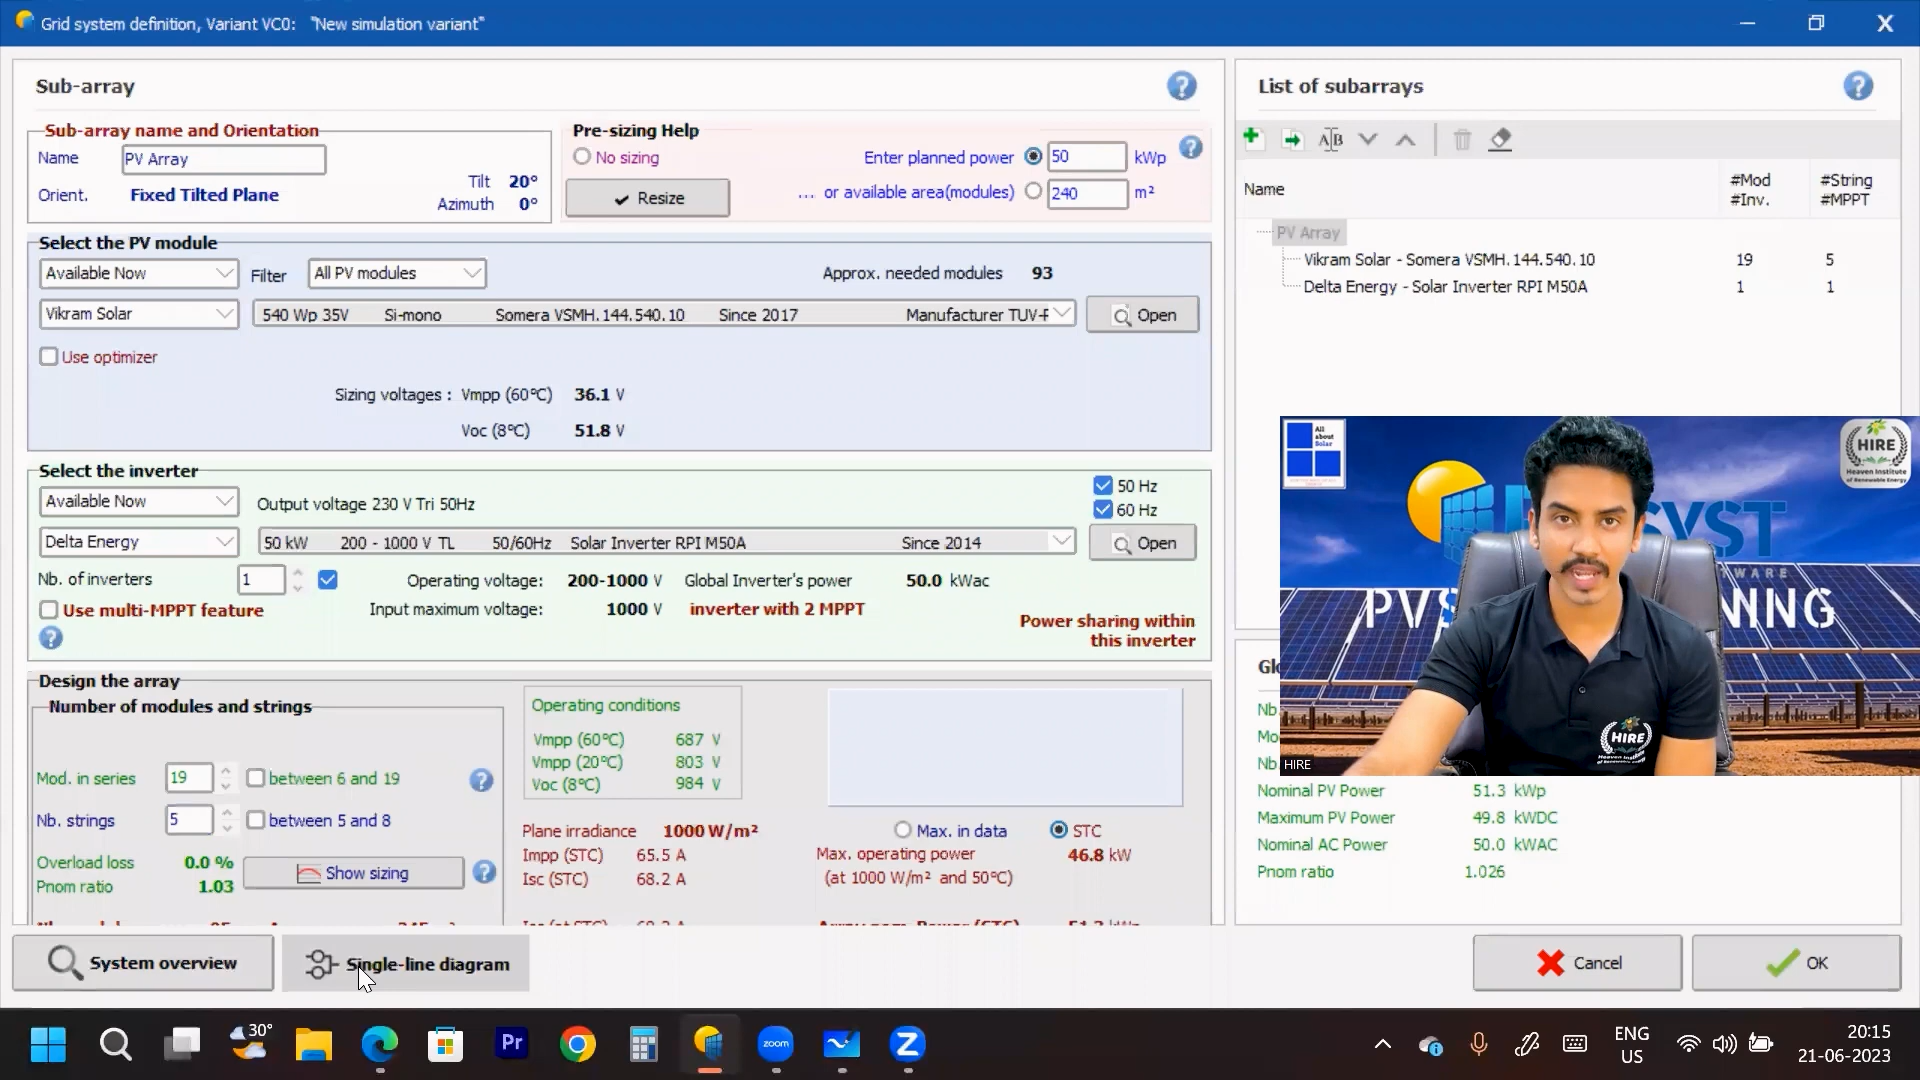 Grid system definition, Variant VC0: "New simulation variant"
Sub-array
Sub-array name and Orientation
Name PV Array
Orient. Fixed Tilted Plane
Tilt 20°
Azimuth 0°
Pre-sizing Help
No sizing
Resize
Enter planned power 50 kWp
... or available area(modules) 240 m²
Select the PV module
Available Now Filter All PV modules Approx. needed modules 93
Vikram Solar 540 Wp 35V Si-mono Somera VSMH.144.540.10 Since 2017 Manufacturer TUV-F Open
Use optimizer
Sizing voltages : Vmpp (60°C) 36.1 V
Voc (8°C) 51.8 V
Select the inverter
Available Now Output voltage 230 V Tri 50Hz
50 Hz
60 Hz
Delta Energy 50 kW 200 - 1000 V TL 50/60Hz Solar Inverter RPI M50A Since 2014 Open
Nb. of inverters 1 Operating voltage: 200-1000 V Global Inverter's power 50.0 kWac
Use multi-MPPT feature Input maximum voltage: 1000 V inverter with 2 MPPT
Power sharing within
this inverter
Design the array
Number of modules and strings
Mod. in series 19 between 6 and 19
Nb. strings 5 between 5 and 8
Overload loss 0.0 %
Pnom ratio 1.03
Show sizing
Operating conditions
Vmpp (60°C) 687 V
Vmpp (20°C) 803 V
Voc (8°C) 984 V
Plane irradiance 1000 W/m²
Impp (STC) 65.5 A
Isc (STC) 68.2 A
Max. in data STC
Max. operating power 46.8 kW
(at 1000 W/m² and 50°C)
List of subarrays
Name #Mod #String
#Inv. #MPPT
PV Array
Vikram Solar - Somera VSMH.144.540.10 19 5
Delta Energy - Solar Inverter RPI M50A 1 1
All
about
Solar
HIRE
Heaven Institute
of Renewable Energy
HIRE
HIRE
Nominal PV Power 51.3 kWp
Maximum PV Power 49.8 kWDC
Nominal AC Power 50.0 kWAC
Pnom ratio 1.026
System overview
Single-line diagram
Cancel
OK
30°
Pr
zoom
ENG
US
20:15
21-06-2023